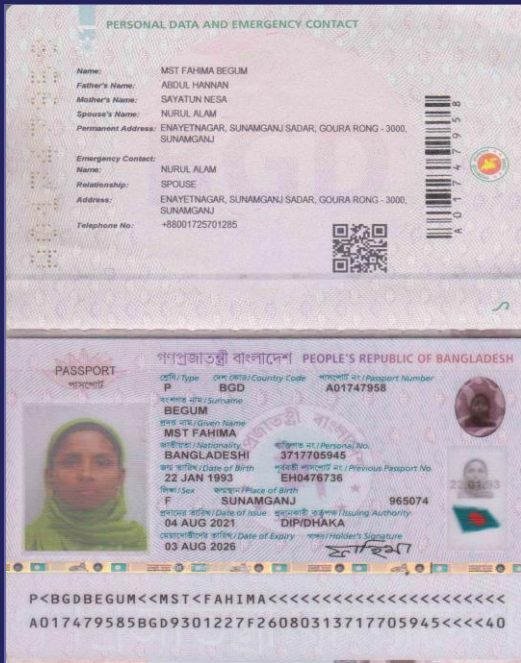 PERSONAL DATA AND EMERGENCY CONTACT
Name: MST FAHIMA BEGUM
Father's Name: ABDUL HANNAN
Mother's Name: SAYATUN NESA
Spouse's Name: NURUL ALAM
Permanent Address: ENAYETNAGAR, SUNAMGANJ SADAR, GOURA RONG - 3000,
SUNAMGANJ
Emergency Contact:
Name: NURUL ALAM
Relationship: SPOUSE
Address: ENAYETNAGAR, SUNAMGANJ SADAR, GOURA RONG - 3000,
SUNAMGANJ
Telephone No: +88001725701285
A01747958
গণপ্রজাতন্ত্রী বাংলাদেশ PEOPLE'S REPUBLIC OF BANGLADESH
PASSPORT
পাসপোর্ট
শ্রেণি/Type দেশ কোড/Country Code পাসপোর্ট নং/Passport Number
P BGD A01747958
বংশগত নাম/Surname
BEGUM
প্রদত্ত নাম/Given Name
MST FAHIMA
জাতীয়তা/Nationality ব্যক্তিগত নং/Personal No.
BANGLADESHI 3717705945
জন্ম তারিখ/Date of Birth পূর্ববর্তী পাসপোর্ট নং/Previous Passport No.
22 JAN 1993 EH0476736
লিঙ্গ/Sex জন্মস্থান/Place of Birth
F SUNAMGANJ 965074
প্রদানের তারিখ/Date of Issue প্রদানকারী কর্তৃপক্ষ/Issuing Authority
04 AUG 2021 DIP/DHAKA
মেয়াদোত্তীর্ণের তারিখ/Date of Expiry স্বাক্ষর/Holder's Signature
03 AUG 2026 ফাহিমা
22.01.93
P<BGDBEGUM<<MST<FAHIMA<<<<<<<<<<<<<<<<<<<<<<
A017479585BGD9301227F26080313717705945<<<<40